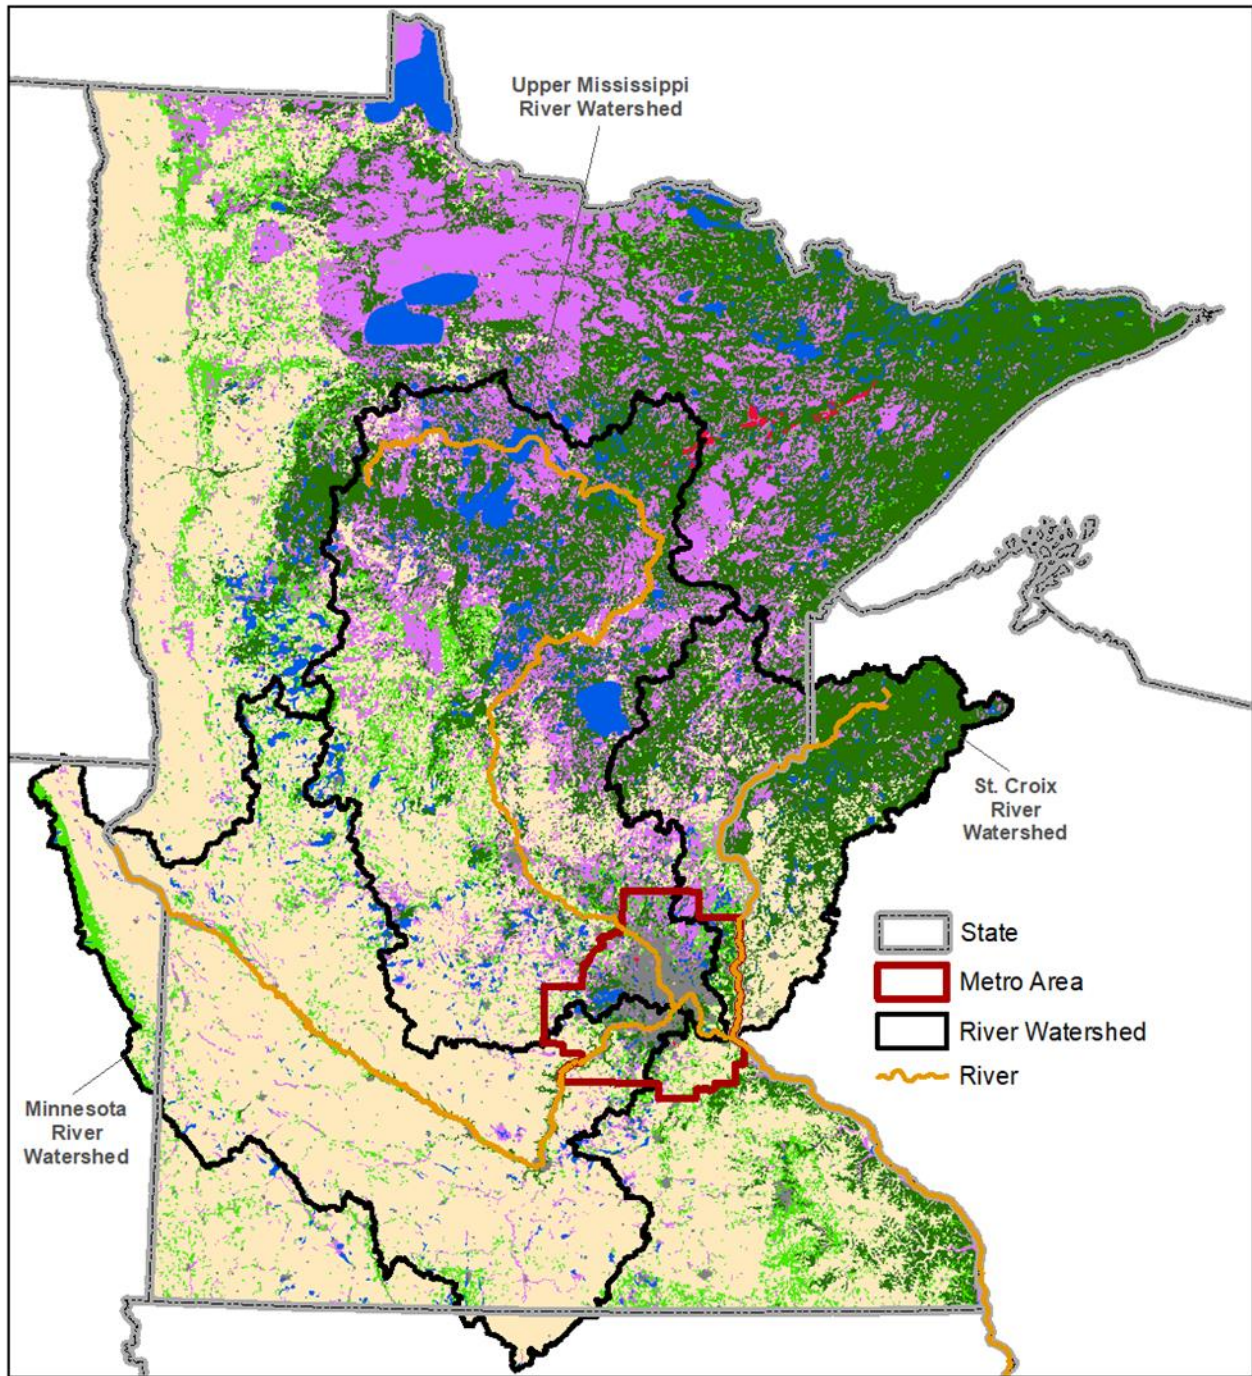 Upper Mississippi
River Watershed
St. Croix
River
Watershed
State
Metro Area
River Watershed
River
Minnesota
River
Watershed